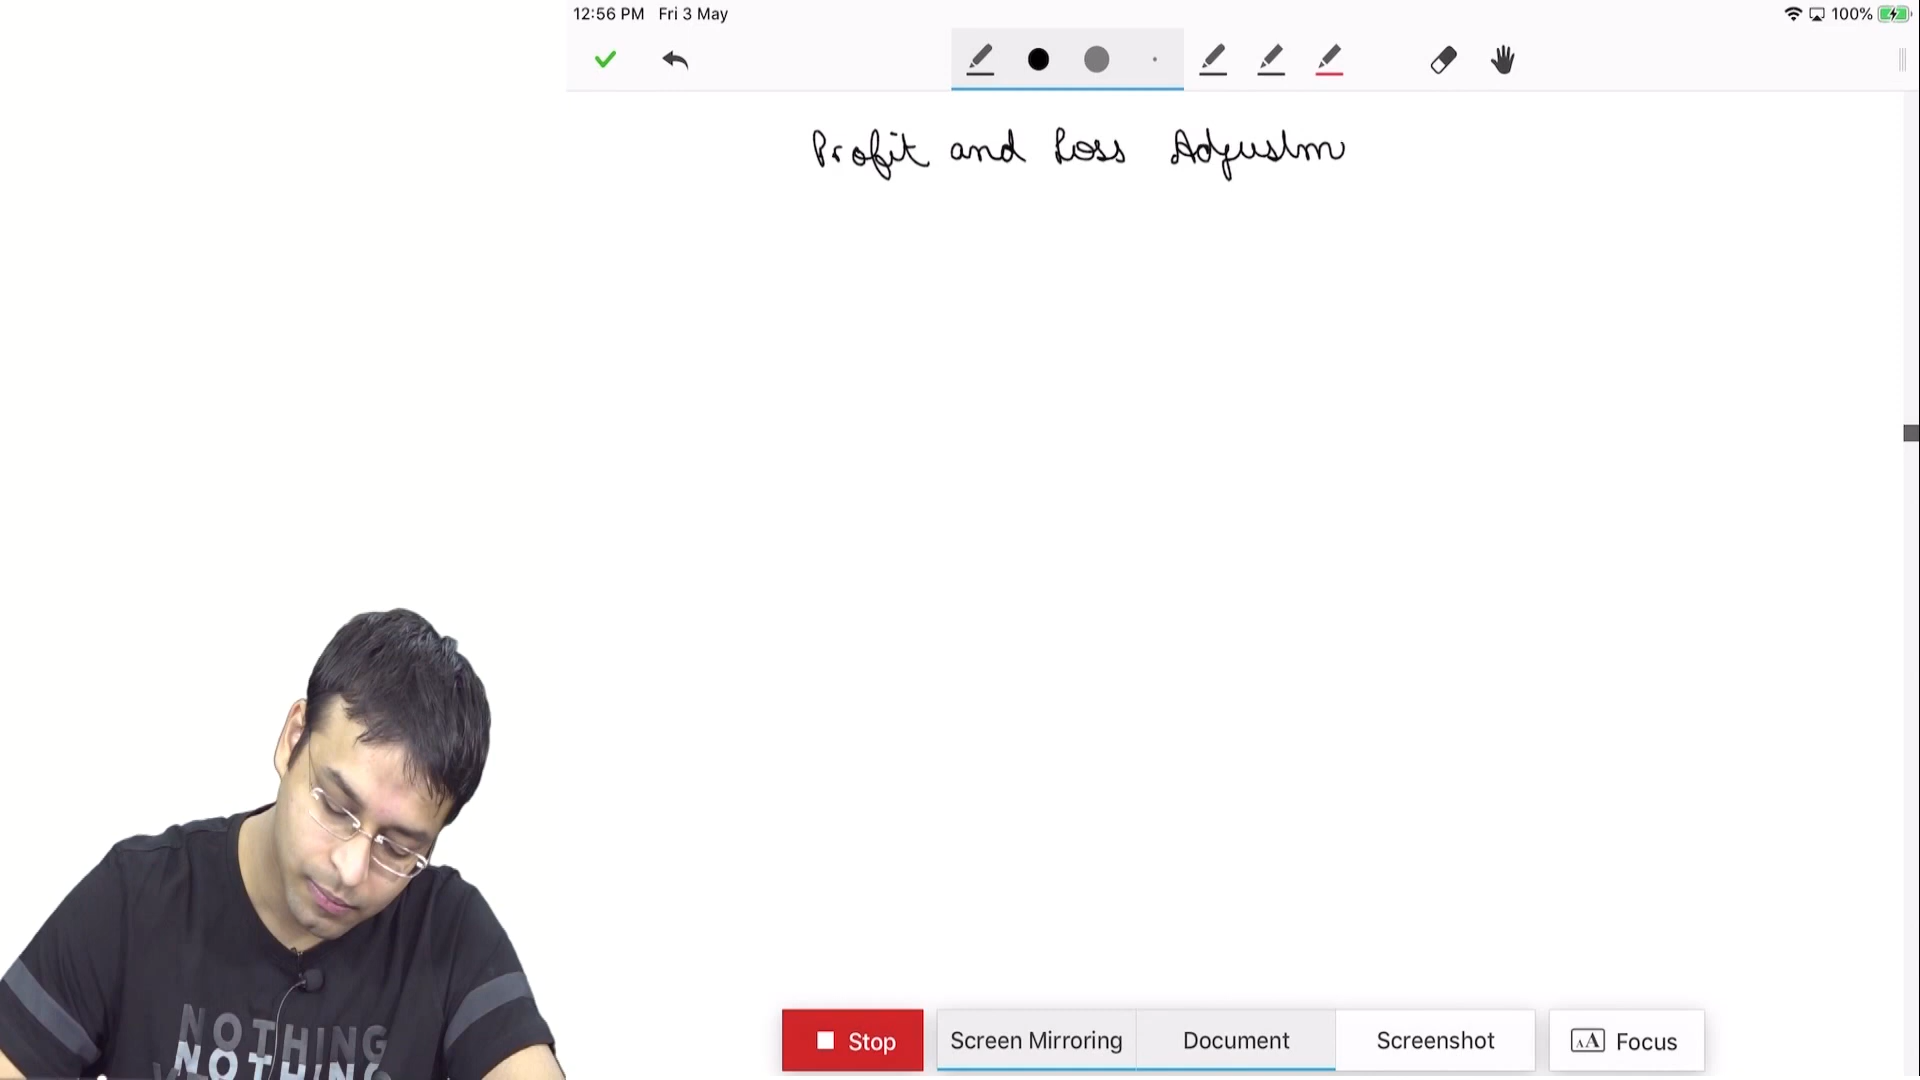 12:56 PM Fri 3 May
100%
Profit and Loss Adjustm
NOTHING
NOTHING
Stop
Screen Mirroring
Document
Screenshot
AA Focus